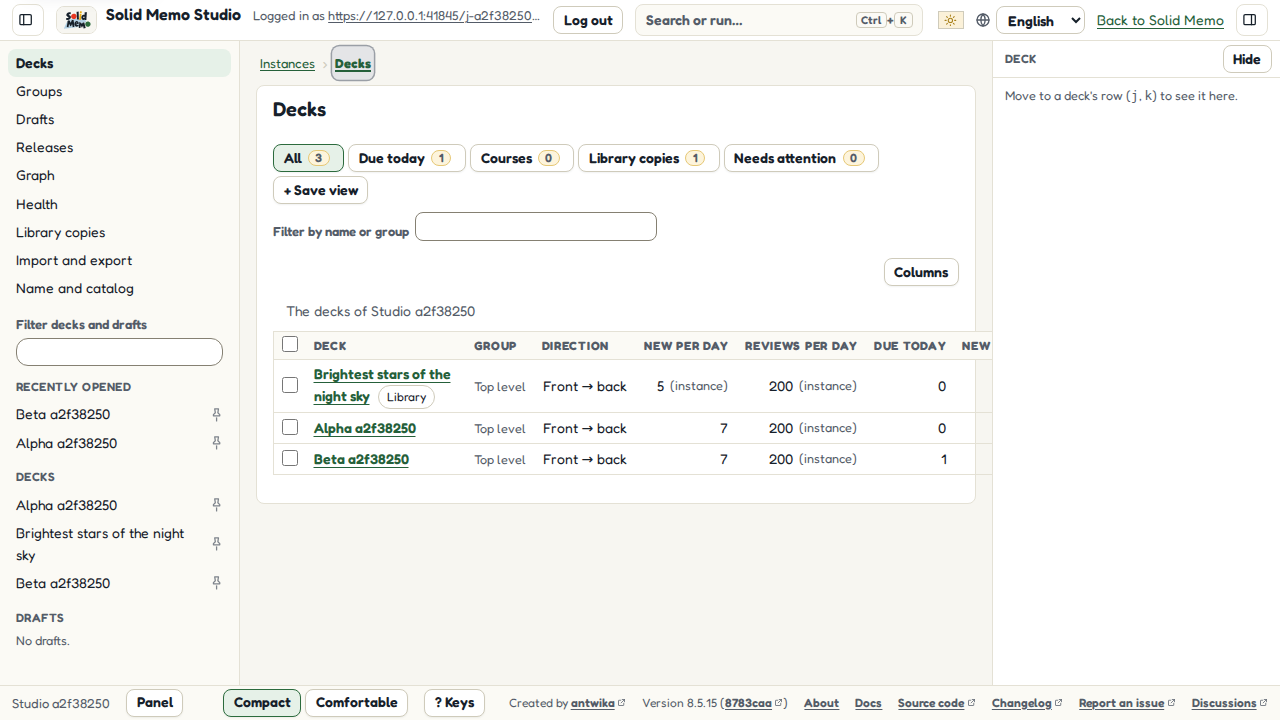 Solid Memo Studio
Logged in as https://127.0.0.1:41845/j-a2f38250…
Log out
Search or run...
Ctrl+K
English
Back to Solid Memo
Decks
Groups
Drafts
Releases
Graph
Health
Library copies
Import and export
Name and catalog
Filter decks and drafts
RECENTLY OPENED
Beta a2f38250
Alpha a2f38250
DECKS
Alpha a2f38250
Brightest stars of the night
sky
Beta a2f38250
DRAFTS
No drafts.
Instances › Decks
Decks
All 3
Due today 1
Courses 0
Library copies 1
Needs attention 0
+ Save view
Filter by name or group
Columns
The decks of Studio a2f38250
DECK GROUP DIRECTION NEW PER DAY REVIEWS PER DAY DUE TODAY NEW
Brightest stars of the
night sky Library Top level Front → back 5 (instance) 200 (instance) 0
Alpha a2f38250 Top level Front → back 7 200 (instance) 0
Beta a2f38250 Top level Front → back 7 200 (instance) 1
DECK
Hide
Move to a deck's row (j, k) to see it here.
Studio a2f38250
Panel
Compact
Comfortable
? Keys
Created by antwika
Version 8.5.15 (8783caa)
About
Docs
Source code
Changelog
Report an issue
Discussions